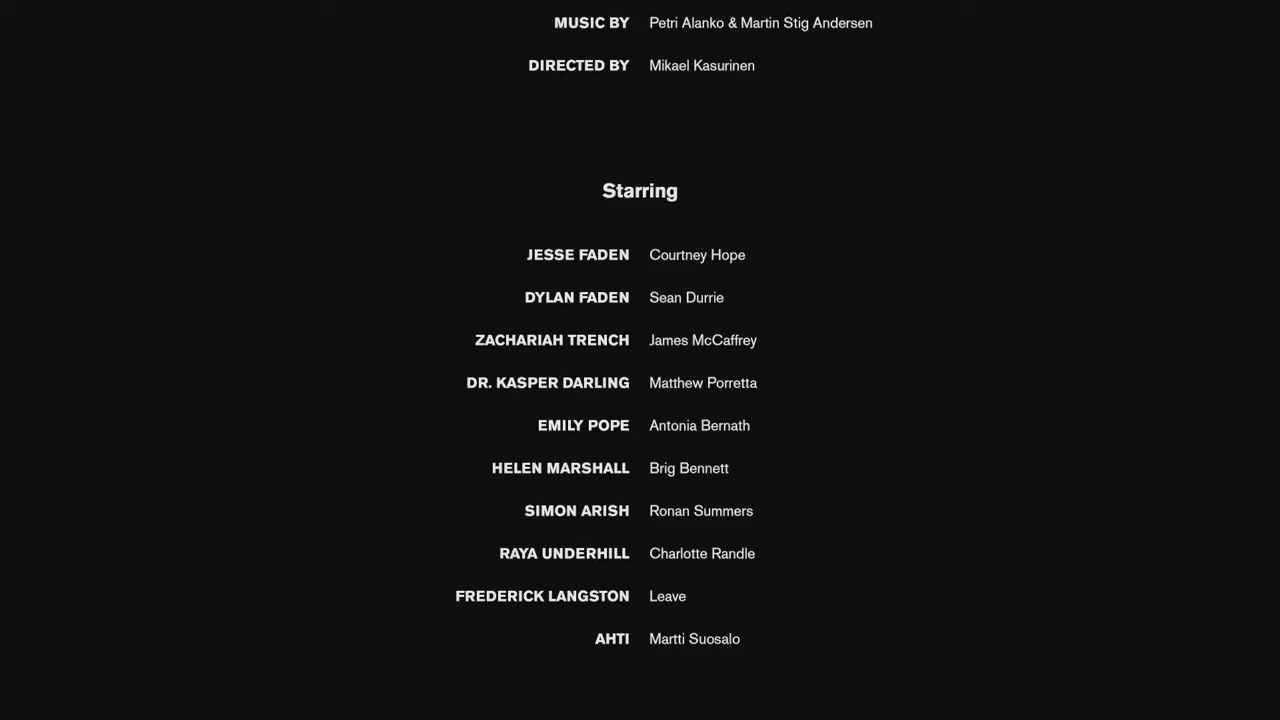 MUSIC BY Petri Alanko & Martin Stig Andersen
DIRECTED BY Mikael Kasurinen
Starring
JESSE FADEN Courtney Hope
DYLAN FADEN Sean Durrie
ZACHARIAH TRENCH James McCaffrey
DR. KASPER DARLING Matthew Porretta
EMILY POPE Antonia Bernath
HELEN MARSHALL Brig Bennett
SIMON ARISH Ronan Summers
RAYA UNDERHILL Charlotte Randle
FREDERICK LANGSTON Leave
AHTI Martti Suosalo